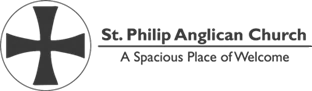 St. Philip Anglican Church
A Spacious Place of Welcome